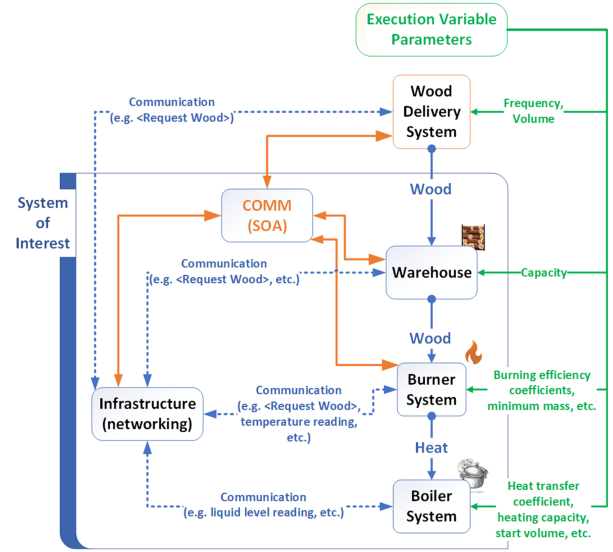 Execution Variable
Parameters
Wood
Delivery
System
Communication
(e.g. <Request Wood>)
Frequency,
Volume
Wood
System
of
Interest
COMM
(SOA)
Communication
(e.g. <Request Wood>, etc.)
Warehouse
Capacity
Wood
Infrastructure
(networking)
Communication
(e.g. <Request Wood>,
temperature reading,
etc.)
Burner
System
Burning efficiency
coefficients,
minimum mass, etc.
Heat
Communication
(e.g. liquid level reading, etc.)
Boiler
System
Heat transfer
coefficient,
heating capacity,
start volume, etc.